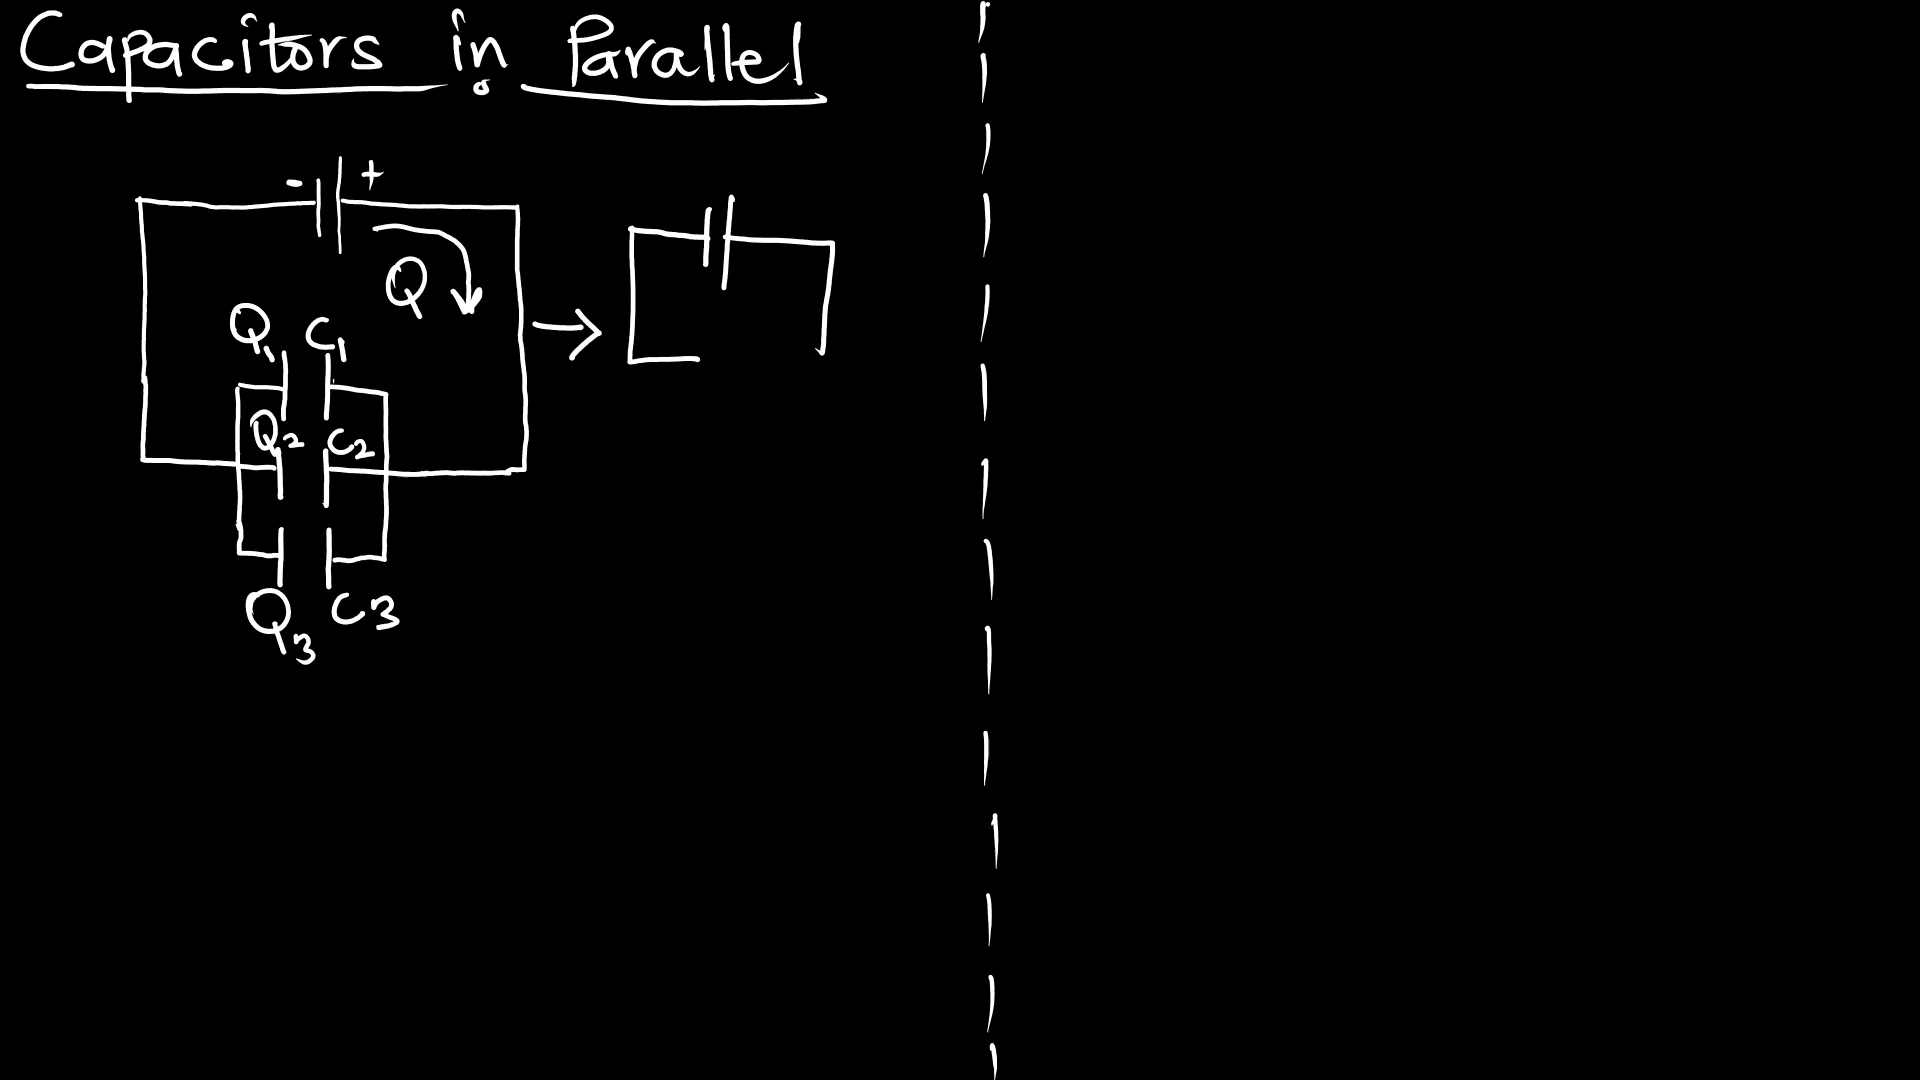 Capacitors in Parallel
- +
Q
Q1 C1
Q2 C2
Q3 C3